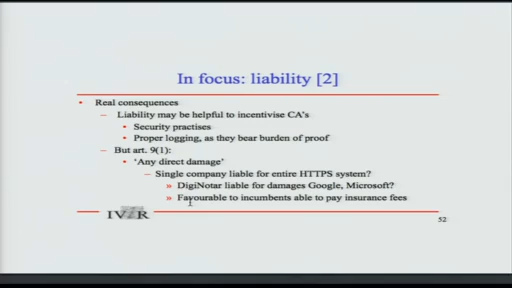 In focus: liability [2]
• Real consequences
– Liability may be helpful to incentivise CA's
• Security practises
• Proper logging, as they bear burden of proof
– But art. 9(1):
• 'Any direct damage'
– Single company liable for entire HTTPS system?
» DigiNotar liable for damages Google, Microsoft?
» Favourable to incumbents able to pay insurance fees
IViR
52